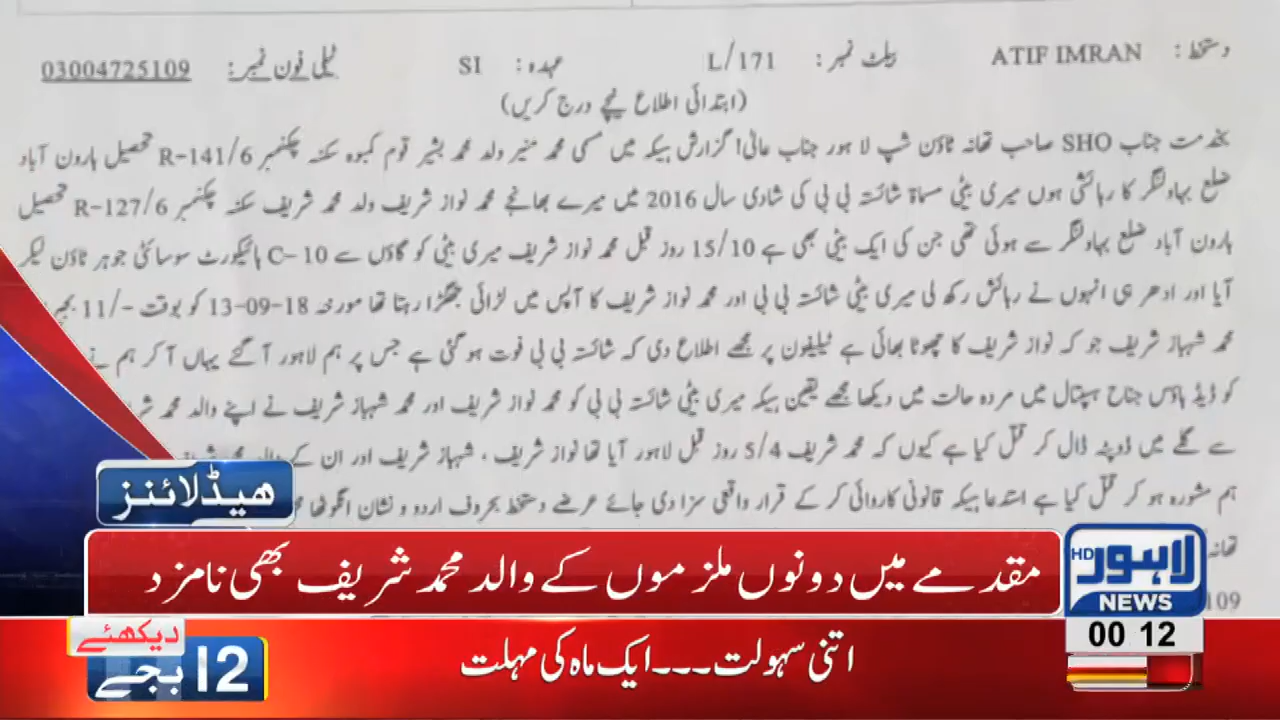 دستخط: ATIF IMRAN بیلٹ نمبر: L/171 عہدہ: SI ٹیلی فون نمبر: 03004725109
(ابتدائی اطلاع نیچے درج کریں)
بخدمت جناب SHO صاحب تھانہ ٹاؤن شپ لاہور جناب عالی! گزارش ہیکہ میں مسمی محمد منیر ولد محمد بشیر قوم کمبوہ سکنہ چکنمبر 141/6-R تحصیل ہارون آباد
ضلع بہاولنگر کا رہائشی ہوں میری بیٹی مسماۃ شائستہ بی بی کی شادی سال 2016 میں میرے بھانجے محمد نواز شریف ولد محمد شریف سکنہ چکنمبر 127/6-R تحصیل
ہارون آباد ضلع بہاولنگر سے ہوئی تھی جن کی ایک بیٹی بھی ہے 15/10 روز قبل محمد نواز شریف میری بیٹی کو گاؤں سے C-10 ہائیکورٹ سوسائٹی جوہر ٹاؤن لیکر
آیا اور ادھر ہی انہوں نے رہائش رکھ لی میری بیٹی شائستہ بی بی اور محمد نواز شریف کا آپس میں لڑائی جھگڑا رہتا تھا مورخہ 13-09-18 کو بوقت -/11 بجے
محمد شہباز شریف جو کہ نواز شریف کا چھوٹا بھائی ہے ٹیلیفون پر مجھے اطلاع دی کہ شائستہ بی بی فوت ہو گئی ہے جس پر ہم لاہور آ گئے یہاں آ کر ہم نے
کو ڈیڈ ہاؤس جناح ہسپتال میں مردہ حالت میں دیکھا مجھے یقین ہیکہ میری بیٹی شائستہ بی بی کو محمد نواز شریف اور محمد شہباز شریف نے اپنے والد محمد
سے گلے میں ڈوپٹہ ڈال کر قتل کیا ہے کیوں کہ محمد شریف 5/4 روز قبل لاہور آیا تھا نواز شریف، شہباز شریف اور ان کے
ہم مشورہ ہو کر قتل کیا ہے استدعا ہیکہ قانونی کاروائی کر کے قرار واقعی سزا دی جائے عرضے دستخط بحروف اردو و نشان انگوٹھا
تھانہ
109
ہیڈلائنز
مقدمے میں دونوں ملزموں کے والد محمد شریف بھی نامزد
لاہور HD
NEWS
00 12
دیکھئے
12 بجے
اتنی سہولت۔۔۔ایک ماہ کی مہلت